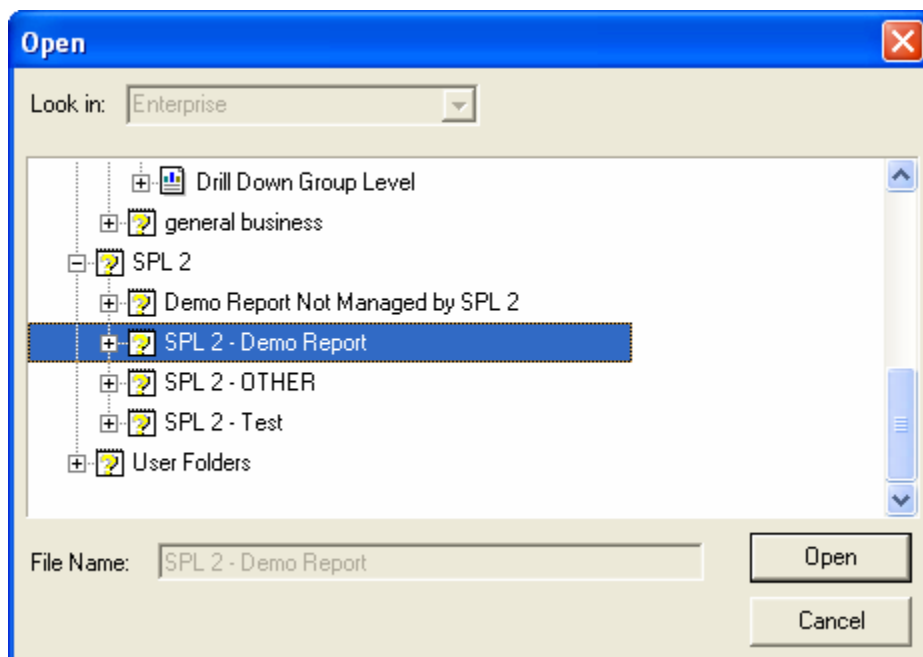 Open
Look in: Enterprise
Drill Down Group Level
general business
SPL 2
Demo Report Not Managed by SPL 2
SPL 2 - Demo Report
SPL 2 - OTHER
SPL 2 - Test
User Folders
File Name: SPL 2 - Demo Report
Open
Cancel